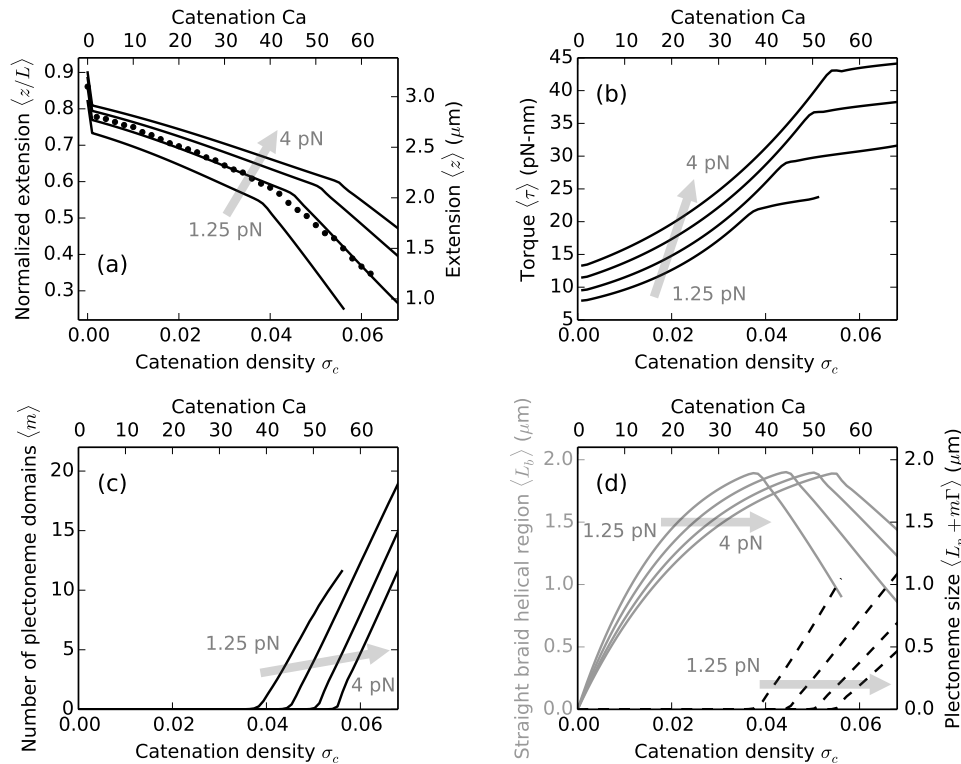 Catenation Ca
0 10 20 30 40 50 60
Normalized extension ⟨z/L⟩
0.9
0.8
0.7
0.6
0.5
0.4
0.3
4 pN
1.25 pN
(a)
3.0
2.5
2.0
1.5
1.0
Extension ⟨z⟩ (μm)
0.00 0.02 0.04 0.06
Catenation density σc
Catenation Ca
0 10 20 30 40 50 60
Torque ⟨τ⟩ (pN-nm)
45
40
35
30
25
20
15
10
5
(b)
4 pN
1.25 pN
0.00 0.02 0.04 0.06
Catenation density σc
Catenation Ca
0 10 20 30 40 50 60
Number of plectoneme domains ⟨m⟩
20
15
10
5
0
(c)
1.25 pN
4 pN
0.00 0.02 0.04 0.06
Catenation density σc
Catenation Ca
0 10 20 30 40 50 60
Straight braid helical region ⟨Lb⟩ (μm)
2.0
1.5
1.0
0.5
0.0
(d)
1.25 pN
4 pN
1.25 pN
2.0
1.5
1.0
0.5
0.0
Plectoneme size ⟨Lp + mΓ⟩ (μm)
0.00 0.02 0.04 0.06
Catenation density σc